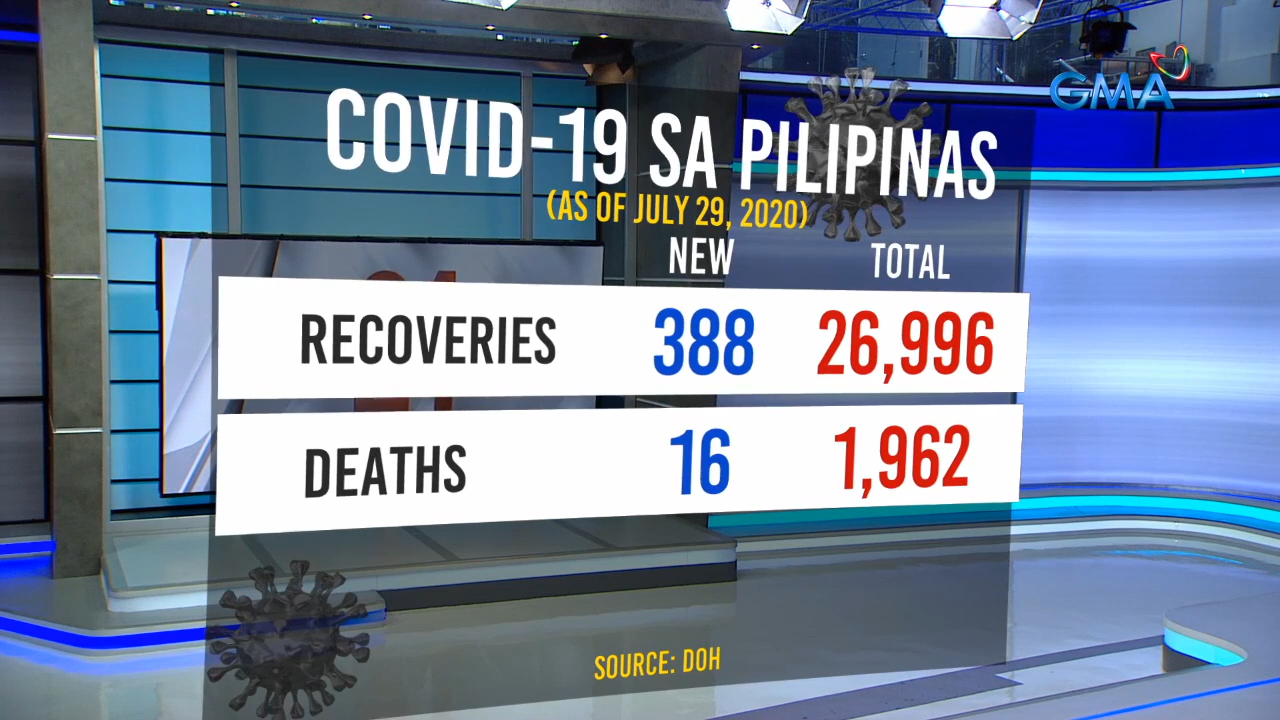 GMA
COVID-19 SA PILIPINAS
(AS OF JULY 29, 2020)
NEW TOTAL
RECOVERIES 388 26,996
DEATHS 16 1,962
SOURCE: DOH